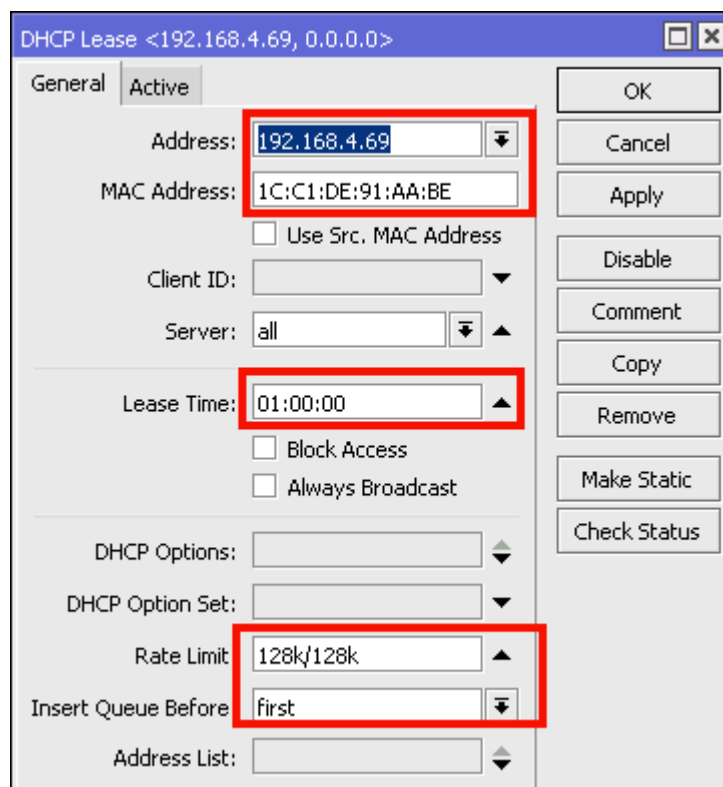 DHCP Lease <192.168.4.69, 0.0.0.0>
General Active
Address: 192.168.4.69
MAC Address: 1C:C1:DE:91:AA:BE
Use Src. MAC Address
Client ID:
Server: all
Lease Time: 01:00:00
Block Access
Always Broadcast
DHCP Options:
DHCP Option Set:
Rate Limit 128k/128k
Insert Queue Before first
Address List:
OK
Cancel
Apply
Disable
Comment
Copy
Remove
Make Static
Check Status